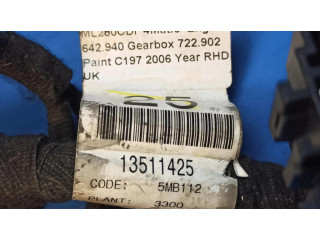 ML280CDI 4Matic
642.940 Gearbox 722.902
Paint C197 2006 Year RHD
UK
25
13511425
CODE: 5MB112
PLANT: 3300